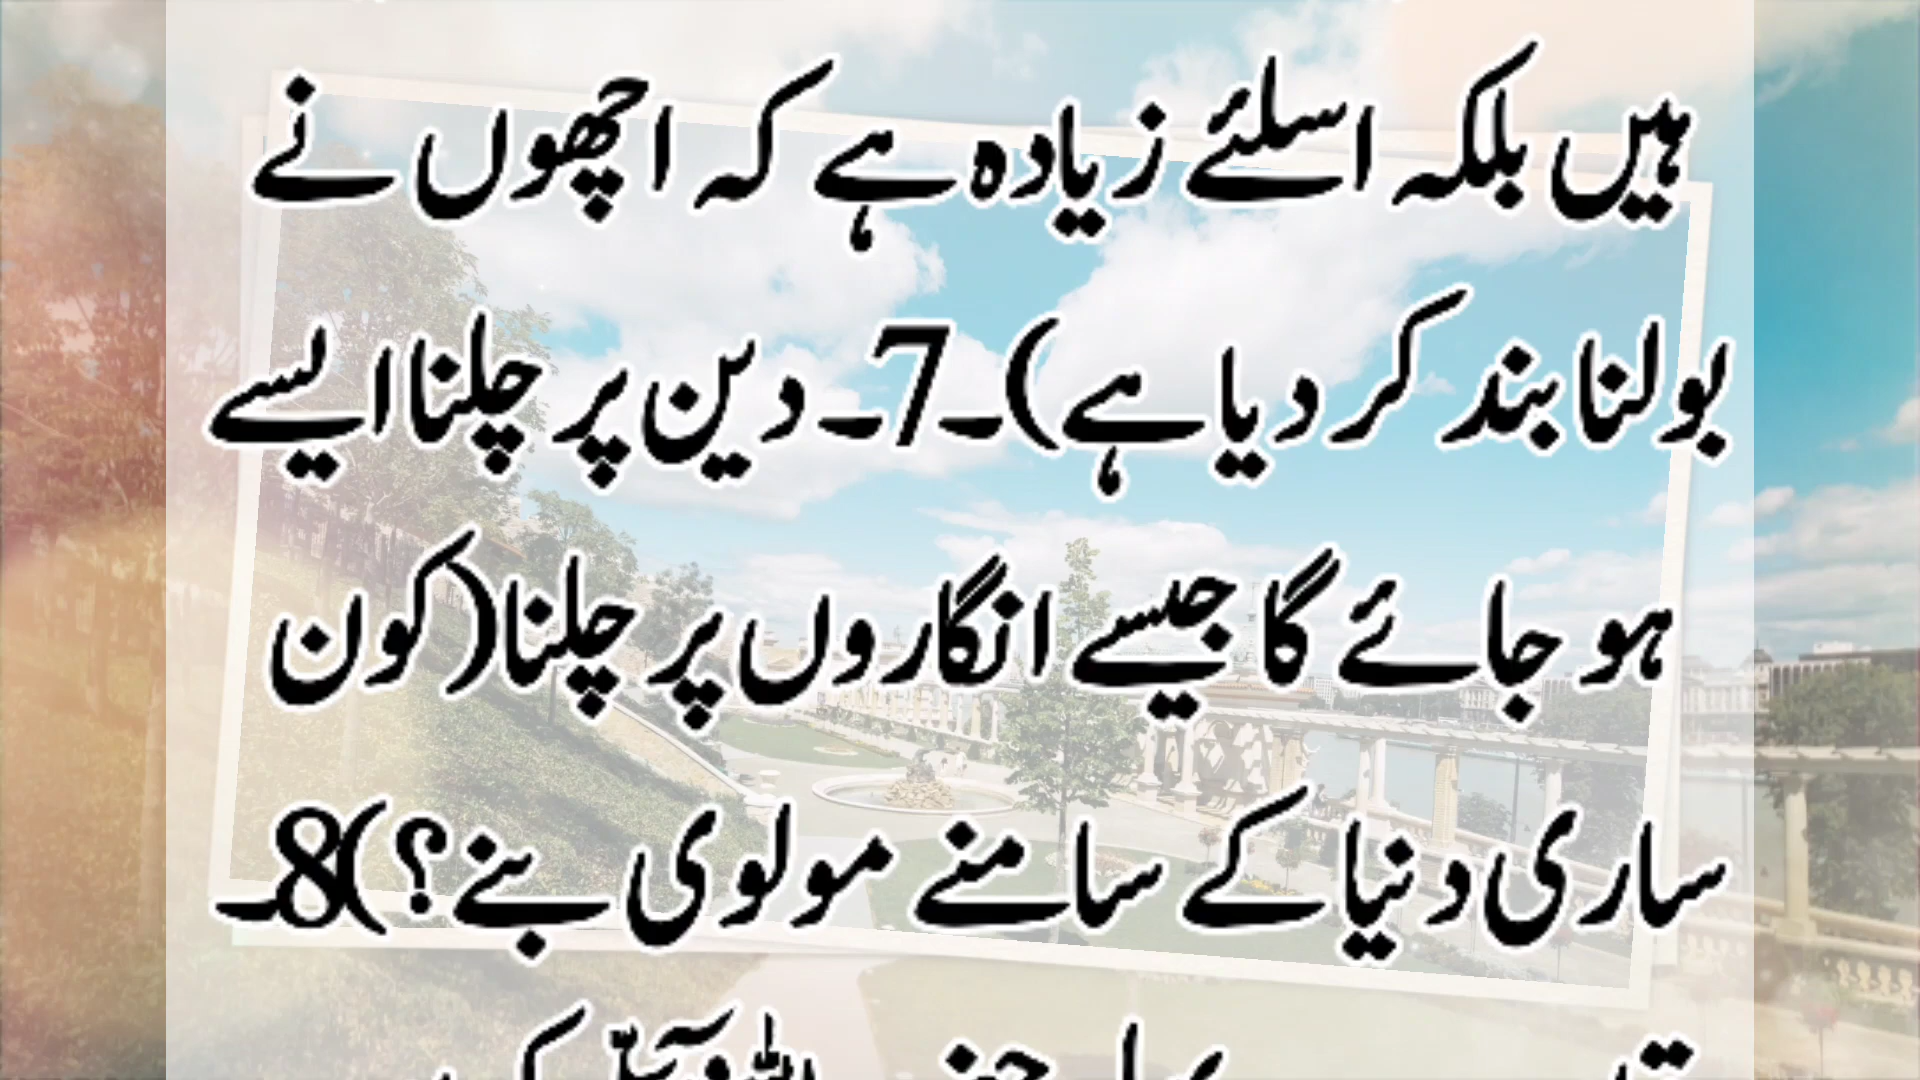 ہیں بلکہ اسلئے زیادہ ہے کہ اچھوں نے
بولنا بند کر دیا ہے)۔7۔ دین پر چلنا ایسے
ہو جائے گا جیسے انگاروں پر چلنا(کون
ساری دنیا کے سامنے مولوی بنے؟)8۔